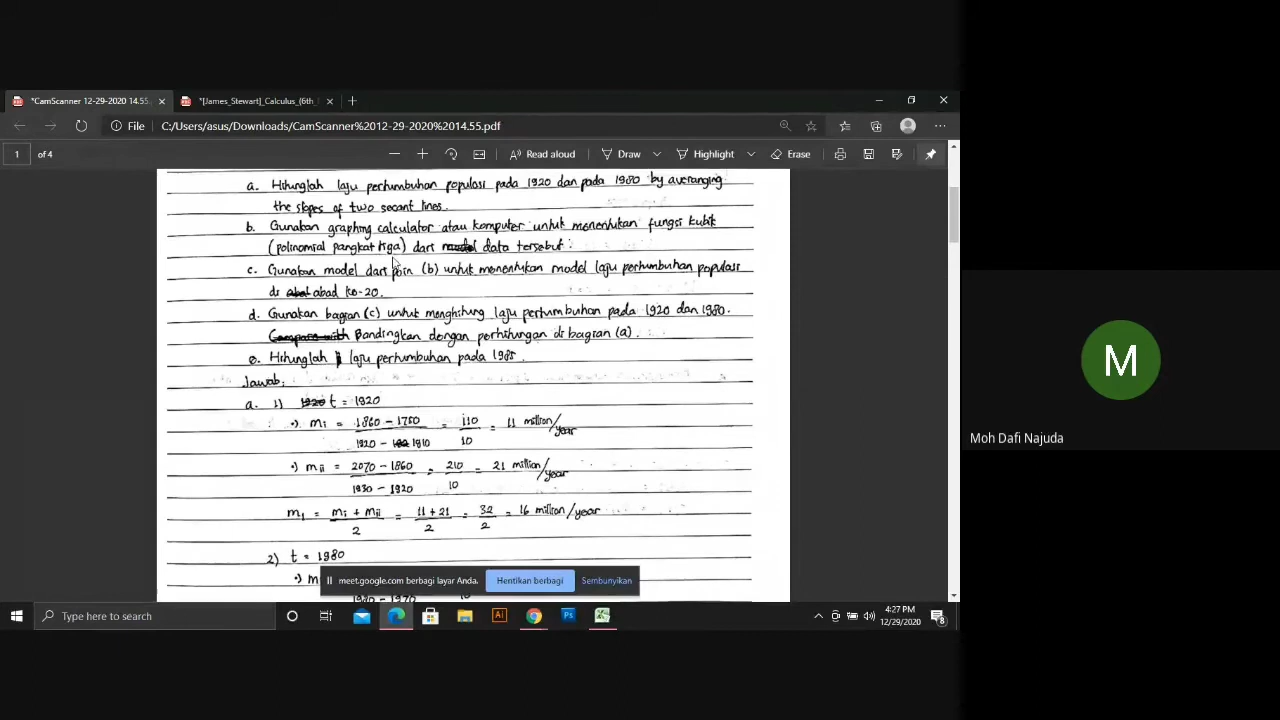 *CamScanner 12-29-2020 14.55.
*[James_Stewart]_Calculus_(6th_
File
C:/Users/asus/Downloads/CamScanner%2012-29-2020%2014.55.pdf
1 of 4
Read aloud
Draw
Highlight
Erase
a. Hitunglah laju pertumbuhan populasi pada 1920 dan pada 1980 by averanging
the slopes of two secant lines.
b. Gunakan graphing calculator atau komputer untuk menentukan fungsi kubik
(polinomial pangkat tiga) dari data tersebut.
c. Gunakan model dari poin (b) untuk menentukan model laju pertumbuhan populasi
di abad ke-20.
d. Gunakan bagian (c) untuk menghitung laju pertumbuhan pada 1920 dan 1980.
Bandingkan dengan perhitungan di bagian (a).
e. Hitunglah laju pertumbuhan pada 1985.
Jawab:
a. 1) t = 1920
•) mi = 1860 - 1750 / 1920 - 1910 = 110 / 10 = 11 million/year
•) mii = 2070 - 1860 / 1930 - 1920 = 210 / 10 = 21 million/year
m1 = mi + mii / 2 = 11 + 21 / 2 = 32 / 2 = 16 million/year
2) t = 1980
•) m
1980 - 1970
10
meet.google.com berbagi layar Anda.
Hentikan berbagi
Sembunyikan
Type here to search
4:27 PM
12/29/2020
8
M
Moh Dafi Najuda